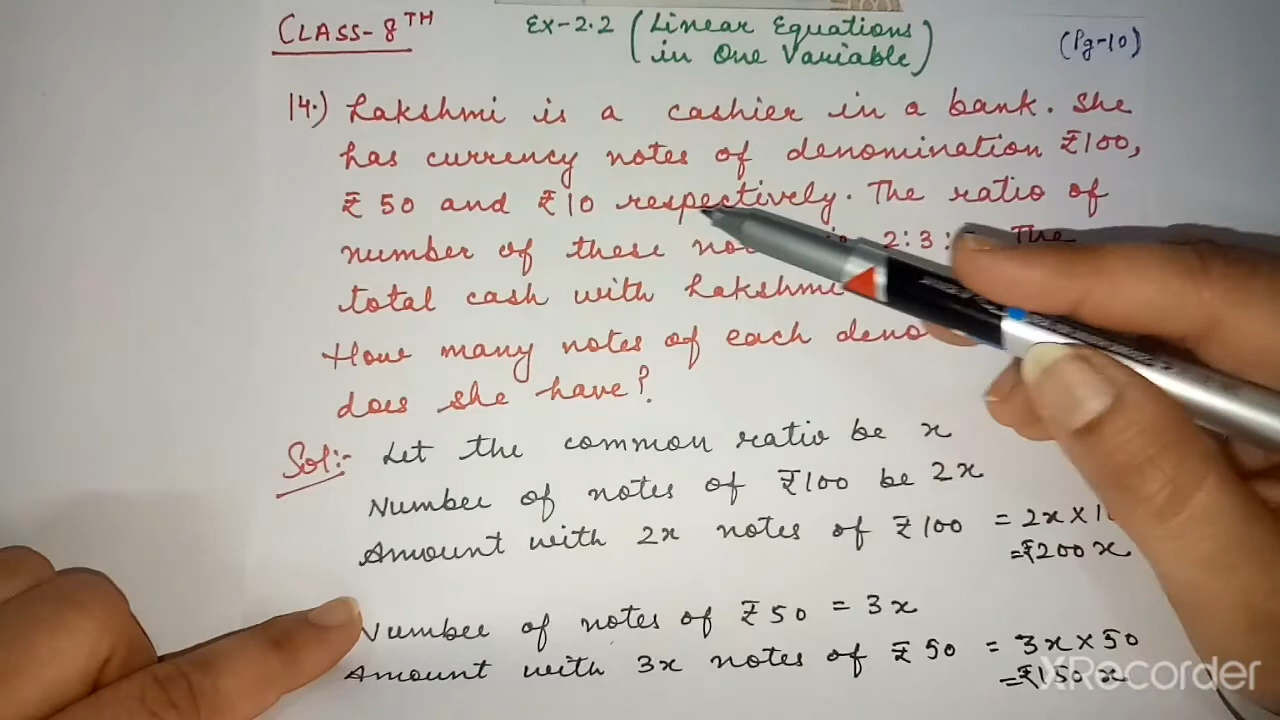 CLASS-8TH
Ex-2.2 (Linear Equations in One Variable)
(Pg-10)
14.) Lakshmi is a cashier in a bank. She
has currency notes of denomination ₹100,
₹50 and ₹10 respectively. The ratio of
number of these 2:3: The
total cash with Lakshmi
How many notes of each
does she have?
Sol:- Let the common ratio be x
Number of notes of ₹100 be 2x
Amount with 2x notes of ₹100 = 2x×
=₹200x
Number of notes of ₹50 = 3x
Amount with 3x notes of ₹50 = 3x×50
=₹150x
XRecorder